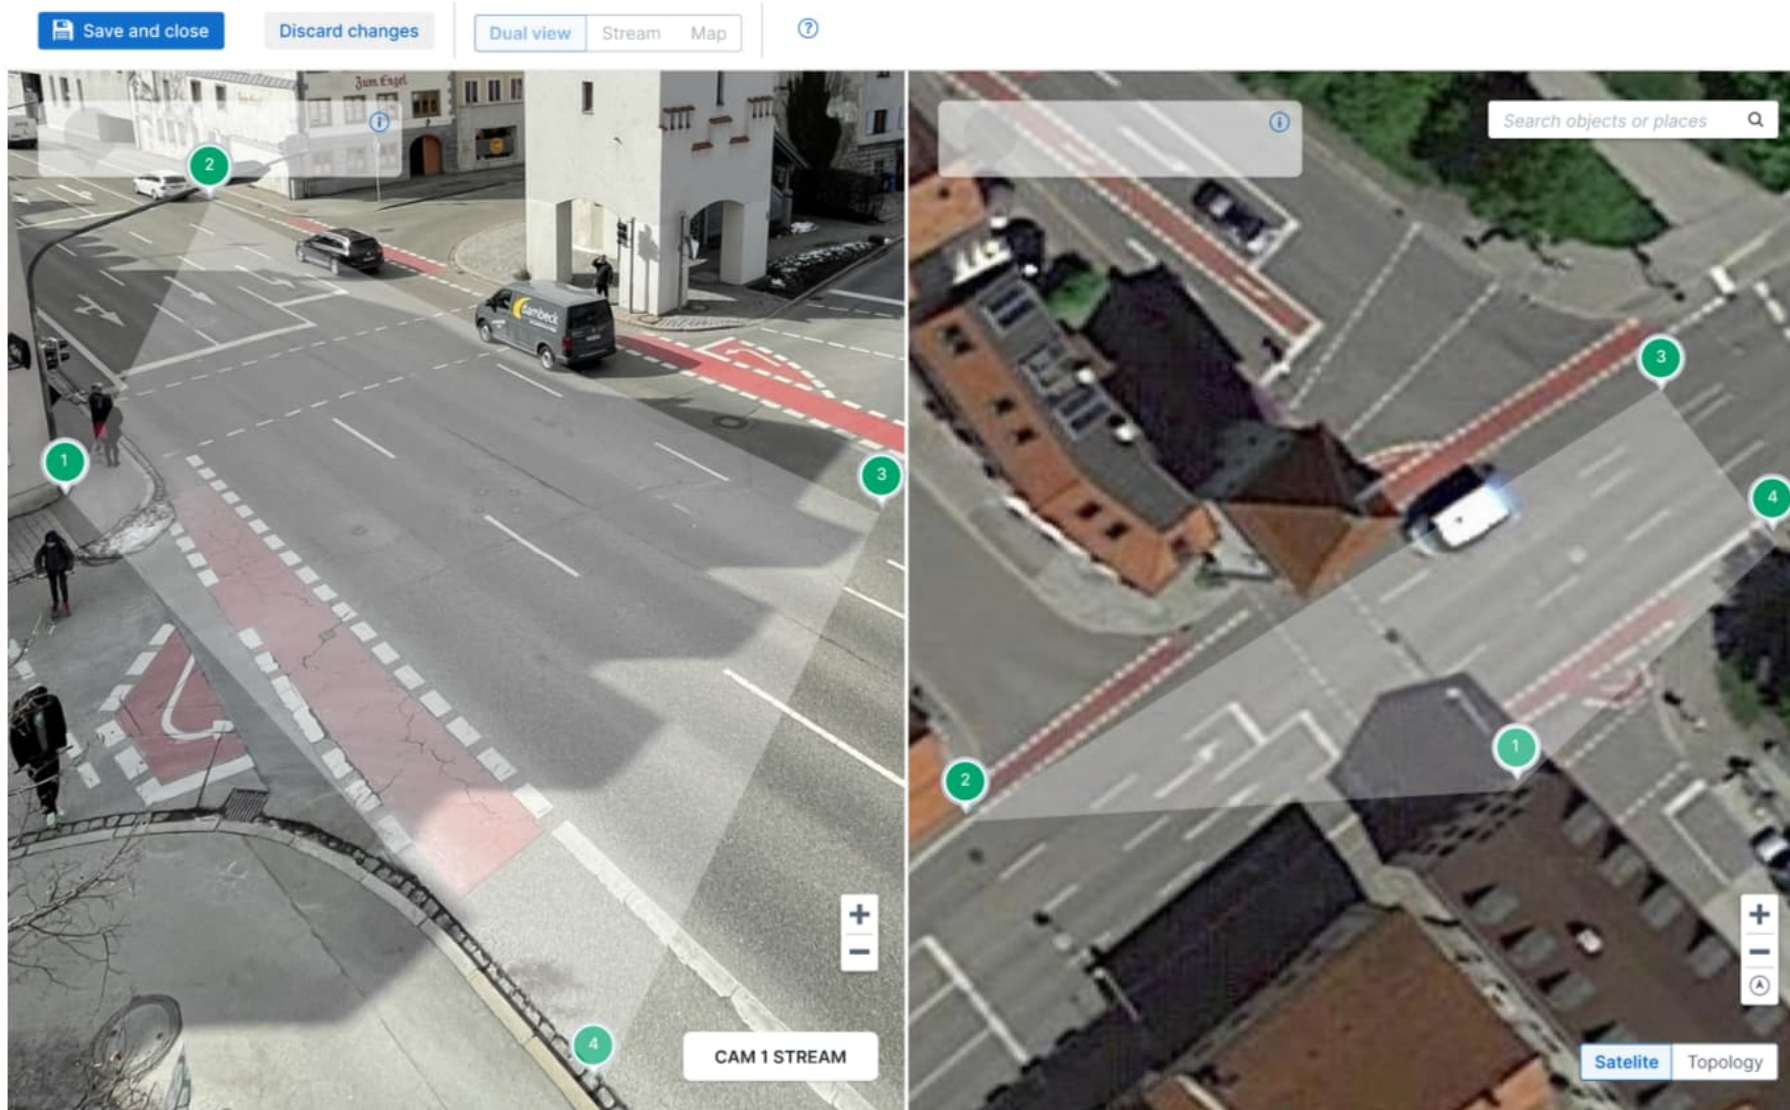 Save and close
Discard changes
Dual view
Stream
Map
?
Zum Engel
i
i
Search objects or places
2
dambeck
3
1
3
4
1
2
4
CAM 1 STREAM
Satelite
Topology